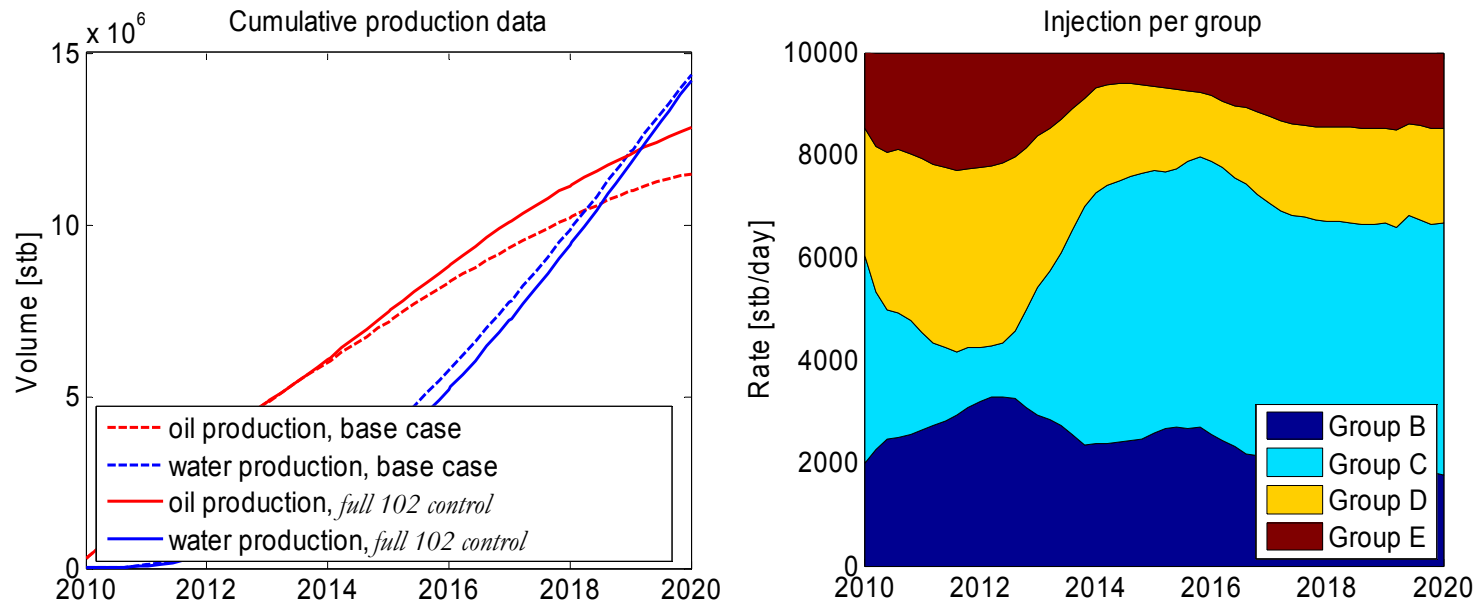 Cumulative production data
x 10^6
15
10
5
0
Volume [stb]
2010 2012 2014 2016 2018 2020
oil production, base case
water production, base case
oil production, full 102 control
water production, full 102 control
Injection per group
10000
8000
6000
4000
2000
0
Rate [stb/day]
2010 2012 2014 2016 2018 2020
Group B
Group C
Group D
Group E